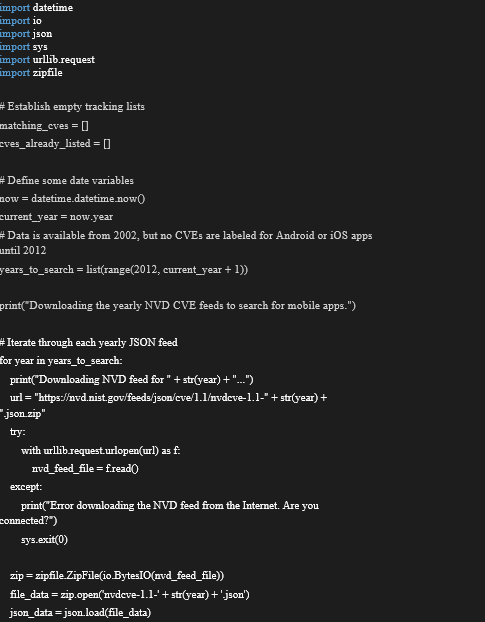 import datetime
import io
import json
import sys
import urllib.request
import zipfile
# Establish empty tracking lists
matching_cves = []
cves_already_listed = []
# Define some date variables
now = datetime.datetime.now()
current_year = now.year
# Data is available from 2002, but no CVEs are labeled for Android or iOS apps
until 2012
years_to_search = list(range(2012, current_year + 1))
print("Downloading the yearly NVD CVE feeds to search for mobile apps.")
# Iterate through each yearly JSON feed
for year in years_to_search:
print("Downloading NVD feed for " + str(year) + "...")
url = "https://nvd.nist.gov/feeds/json/cve/1.1/nvdcve-1.1-" + str(year) +
".json.zip"
try:
with urllib.request.urlopen(url) as f:
nvd_feed_file = f.read()
except:
print("Error downloading the NVD feed from the Internet. Are you
connected?")
sys.exit(0)
zip = zipfile.ZipFile(io.BytesIO(nvd_feed_file))
file_data = zip.open('nvdcve-1.1-' + str(year) + '.json')
json_data = json.load(file_data)